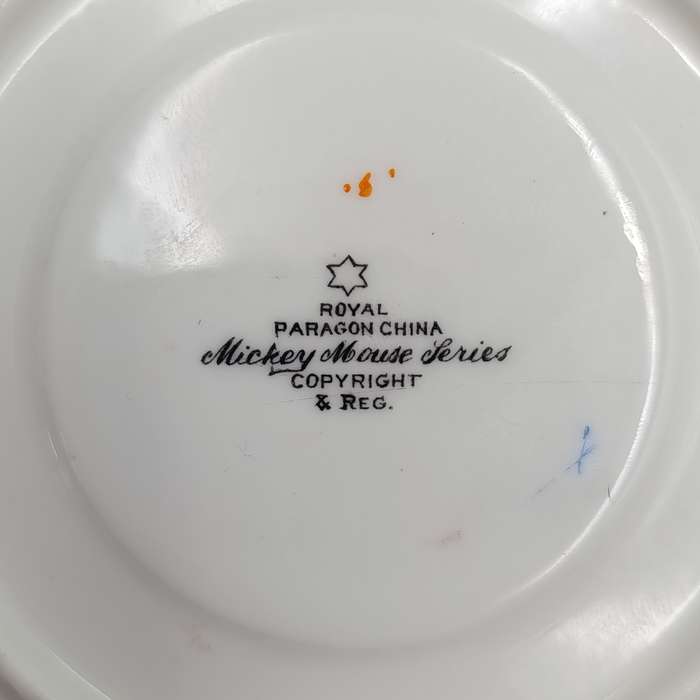 ROYAL
PARAGON CHINA
Mickey Mouse Series
COPYRIGHT
& REG.